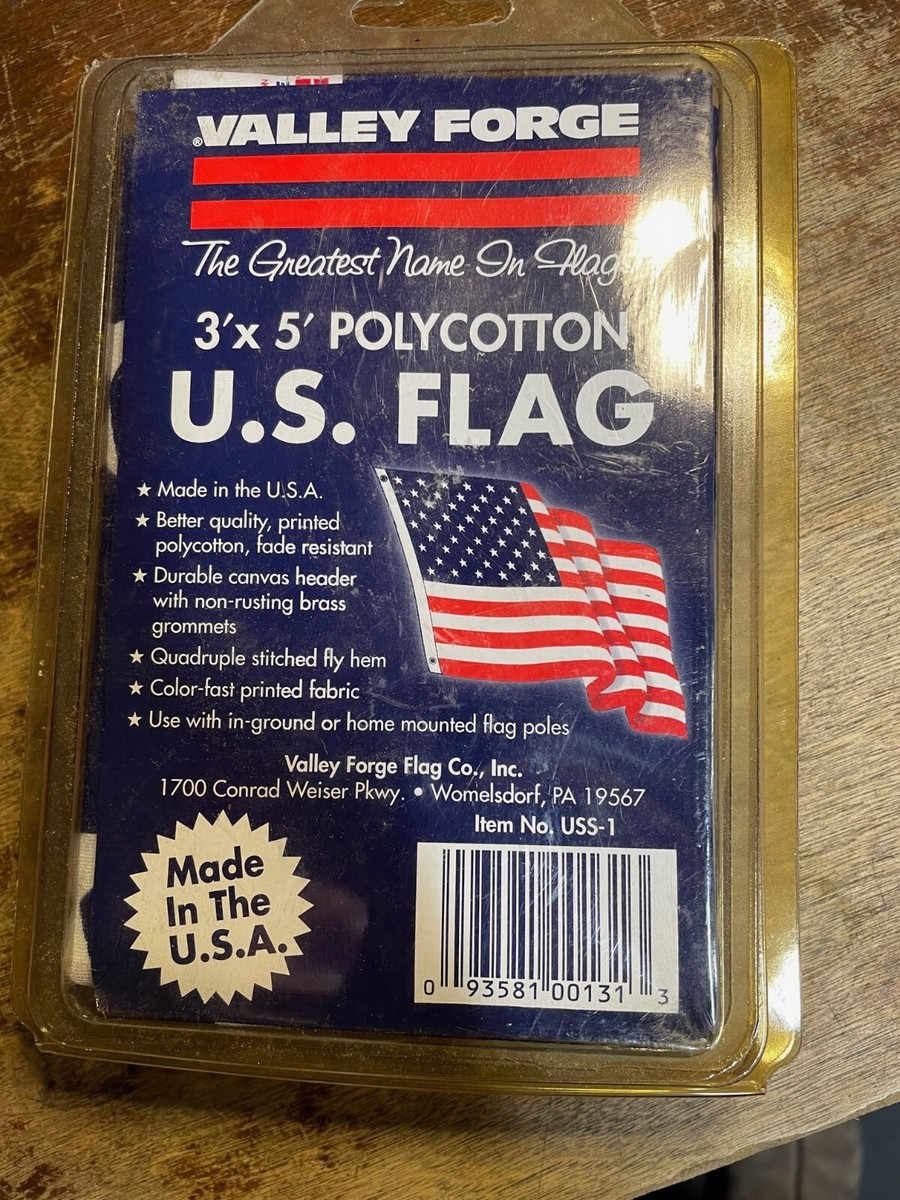 ®VALLEY FORGE
The Greatest Name In Flag
3'x 5' POLYCOTTON
U.S. FLAG
★ Made in the U.S.A.
★ Better quality, printed
polycotton, fade resistant
★ Durable canvas header
with non-rusting brass
grommets
★ Quadruple stitched fly hem
★ Color-fast printed fabric
★ Use with in-ground or home mounted flag poles
Valley Forge Flag Co., Inc.
1700 Conrad Weiser Pkwy. • Womelsdorf, PA 19567
Item No. USS-1
Made
In The
U.S.A.
0 93581 00131 3